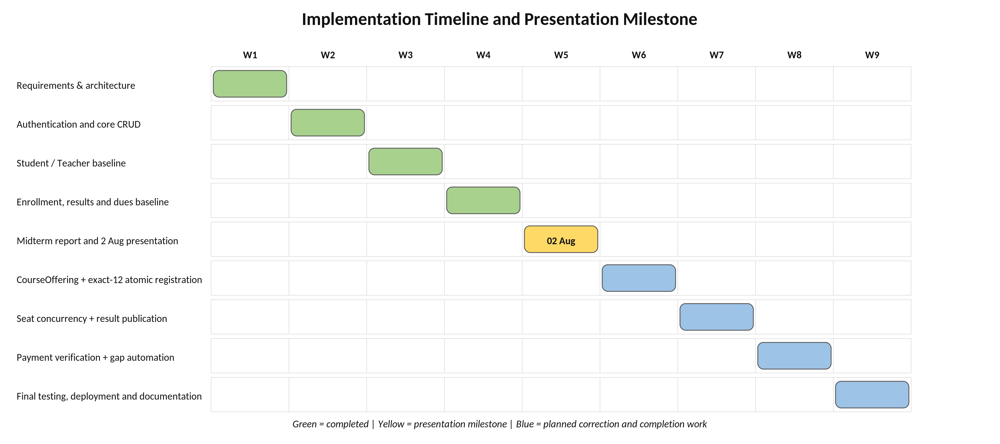 Implementation Timeline and Presentation Milestone
W1 W2 W3 W4 W5 W6 W7 W8 W9
Requirements & architecture
Authentication and core CRUD
Student / Teacher baseline
Enrollment, results and dues baseline
Midterm report and 2 Aug presentation 02 Aug
CourseOffering + exact-12 atomic registration
Seat concurrency + result publication
Payment verification + gap automation
Final testing, deployment and documentation
Green = completed | Yellow = presentation milestone | Blue = planned correction and completion work